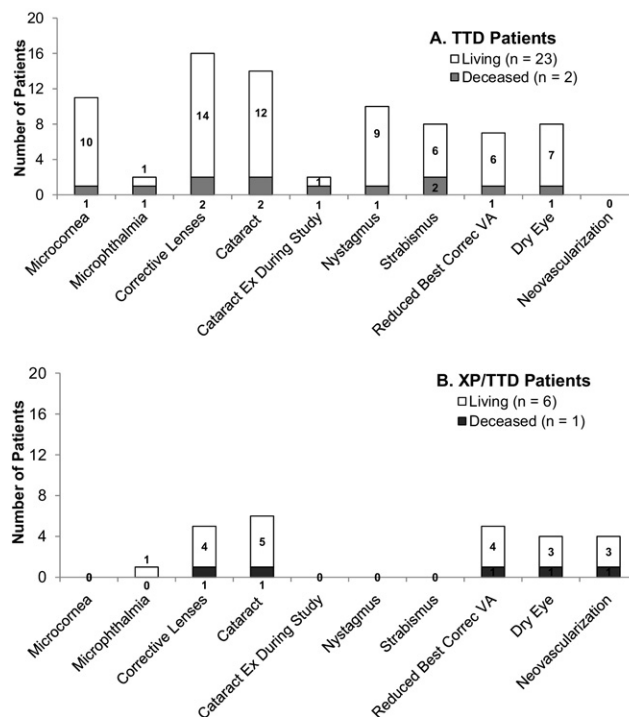 20
16
12
8
4
0
Number of Patients
A. TTD Patients
Living (n = 23)
Deceased (n = 2)
10
1
14
12
1
9
6
2
6
7
1
1
2
2
1
1
1
1
0
Microcornea
Microphthalmia
Corrective Lenses
Cataract
Cataract Ex During Study
Nystagmus
Strabismus
Reduced Best Correc VA
Dry Eye
Neovascularization
20
16
12
8
4
0
Number of Patients
B. XP/TTD Patients
Living (n = 6)
Deceased (n = 1)
1
4
5
4
3
3
0
0
1
1
0
0
0
1
1
1
Microcornea
Microphthalmia
Corrective Lenses
Cataract
Cataract Ex During Study
Nystagmus
Strabismus
Reduced Best Correc VA
Dry Eye
Neovascularization